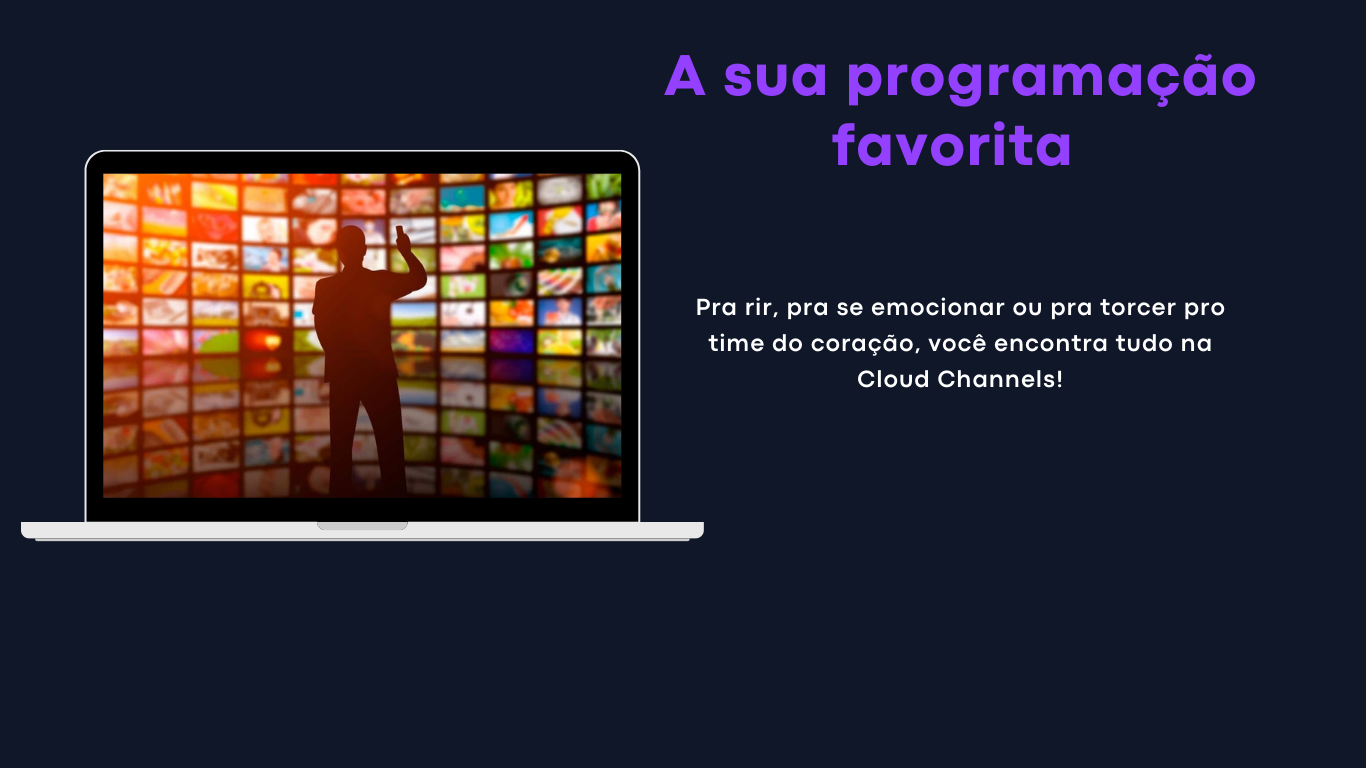 A sua programação
favorita
Pra rir, pra se emocionar ou pra torcer pro
time do coração, você encontra tudo na
Cloud Channels!